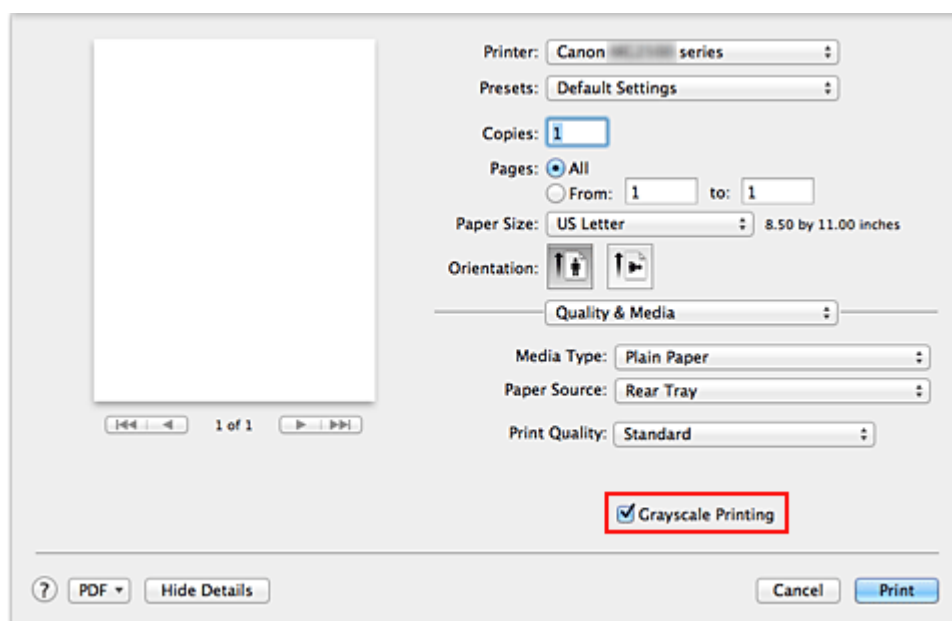 Printer: Canon series
Presets: Default Settings
Copies: 1
Pages: All
From: 1 to: 1
Paper Size: US Letter 8.50 by 11.00 inches
Orientation:
Quality & Media
Media Type: Plain Paper
Paper Source: Rear Tray
1 of 1
Print Quality: Standard
Grayscale Printing
? PDF Hide Details Cancel Print